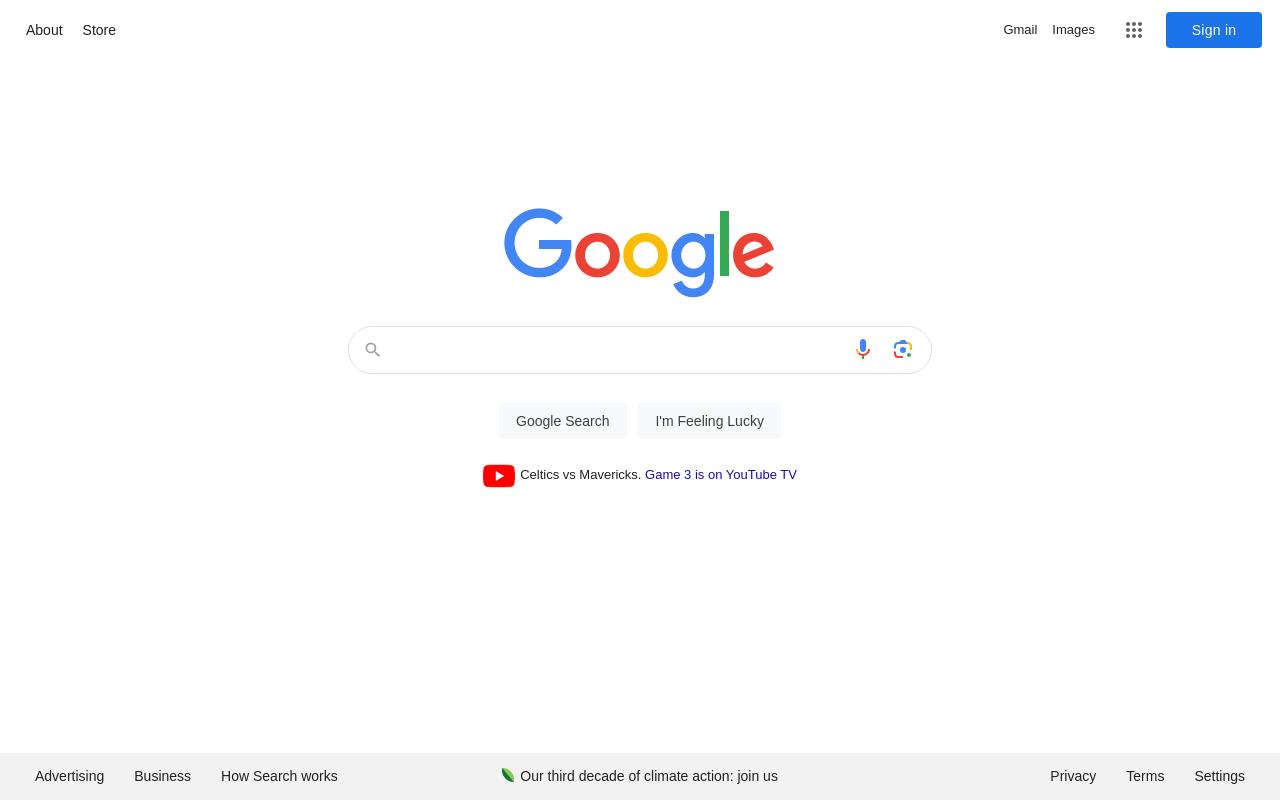 About Store Gmail Images Sign in
Google
Google Search I'm Feeling Lucky
Celtics vs Mavericks. Game 3 is on YouTube TV
Advertising Business How Search works Our third decade of climate action: join us Privacy Terms Settings